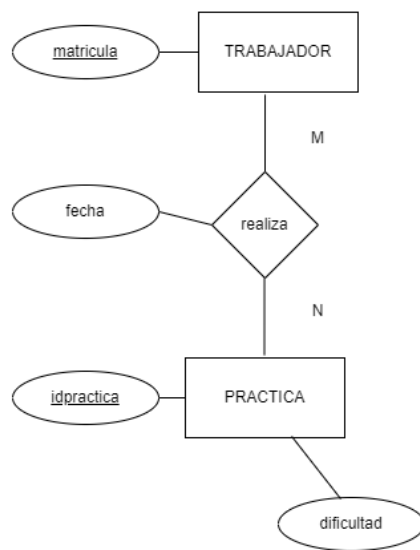 matricula
TRABAJADOR
M
fecha
realiza
N
idpractica
PRACTICA
dificultad